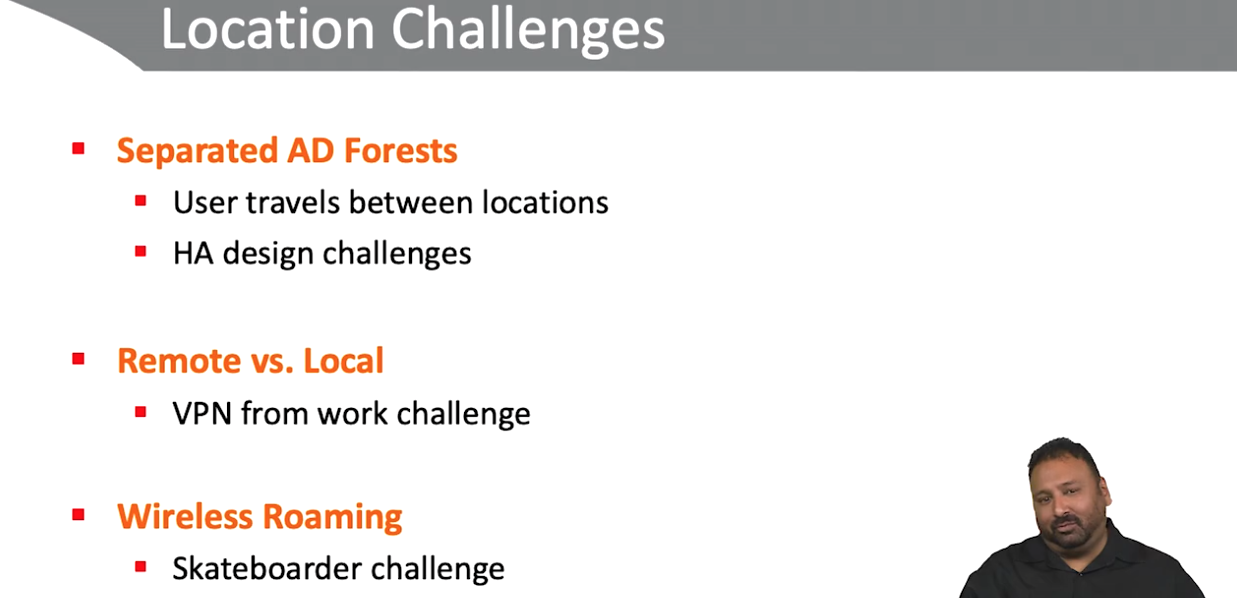 Location Challenges
Separated AD Forests
User travels between locations
HA design challenges
Remote vs. Local
VPN from work challenge
Wireless Roaming
Skateboarder challenge